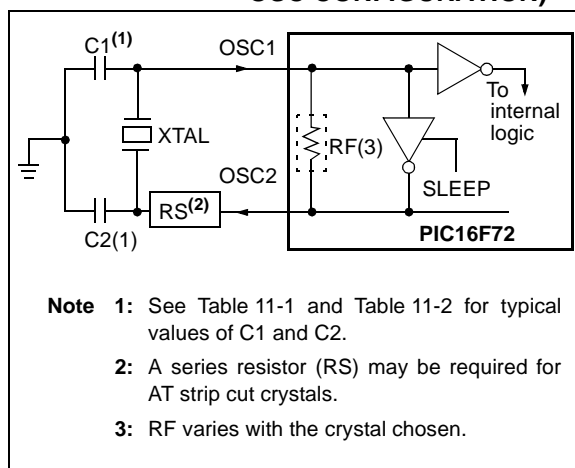 OSC CONFIGURATION)
C1(1)
OSC1
To
internal
logic
XTAL
RF(3)
OSC2
SLEEP
RS(2)
C2(1)
PIC16F72
Note 1: See Table 11-1 and Table 11-2 for typical
values of C1 and C2.
2: A series resistor (RS) may be required for
AT strip cut crystals.
3: RF varies with the crystal chosen.